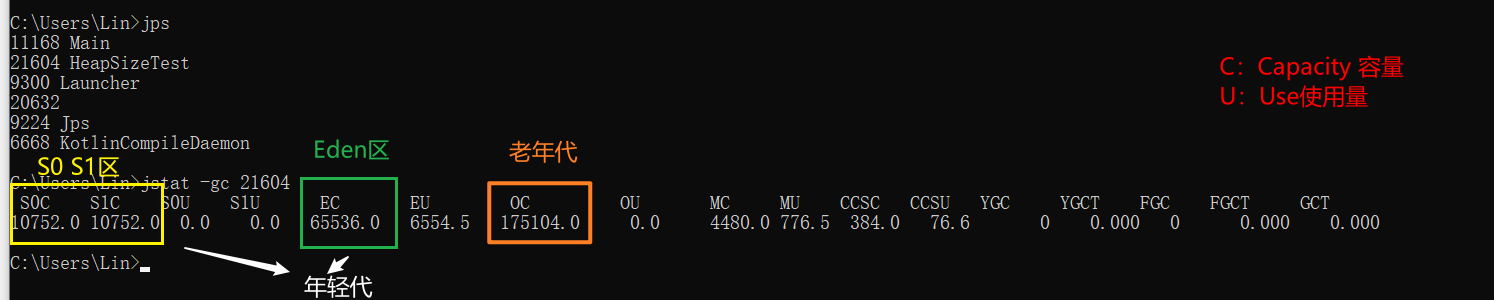 C:\Users\Lin>jps
11168 Main
21604 HeapSizeTest
9300 Launcher
20632
9224 Jps
6668 KotlinCompileDaemon
C: Capacity 容量
U: Use使用量
S0 S1区
Eden区
老年代
C:\Users\Lin>jstat -gc 21604
S0C S1C S0U S1U EC EU OC OU MC MU CCSC CCSU YGC YGCT FGC FGCT GCT
10752.0 10752.0 0.0 0.0 65536.0 6554.5 175104.0 0.0 4480.0 776.5 384.0 76.6 0 0.000 0 0.000 0.000
C:\Users\Lin>
年轻代